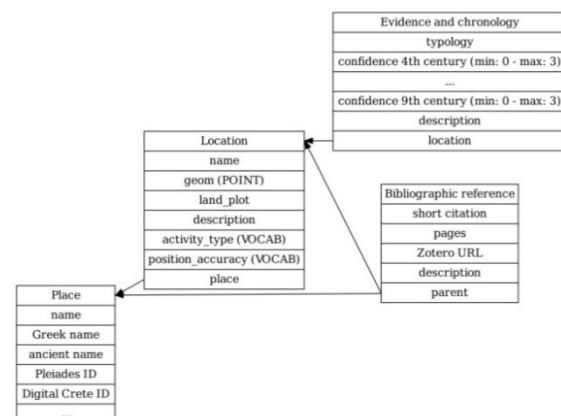 Evidence and chronology
typology
confidence 4th century (min: 0 - max: 3)
...
confidence 9th century (min: 0 - max: 3)
description
location
Location
name
geom (POINT)
land_plot
description
activity_type (VOCAB)
position_accuracy (VOCAB)
place
Bibliographic reference
short citation
pages
Zotero URL
description
parent
Place
name
Greek name
ancient name
Pleiades ID
Digital Crete ID
...